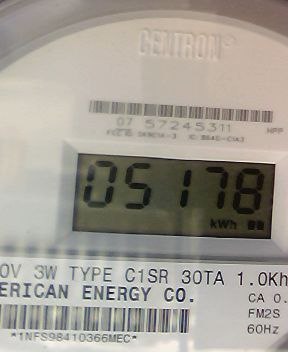 CENTRON®
07 57245311 HPP
05178
kWh
0V 3W TYPE C1SR 30TA 1.0Kh
ERICAN ENERGY CO.
CA 0.
FM2S
60Hz
*1NFS98410366MEC*